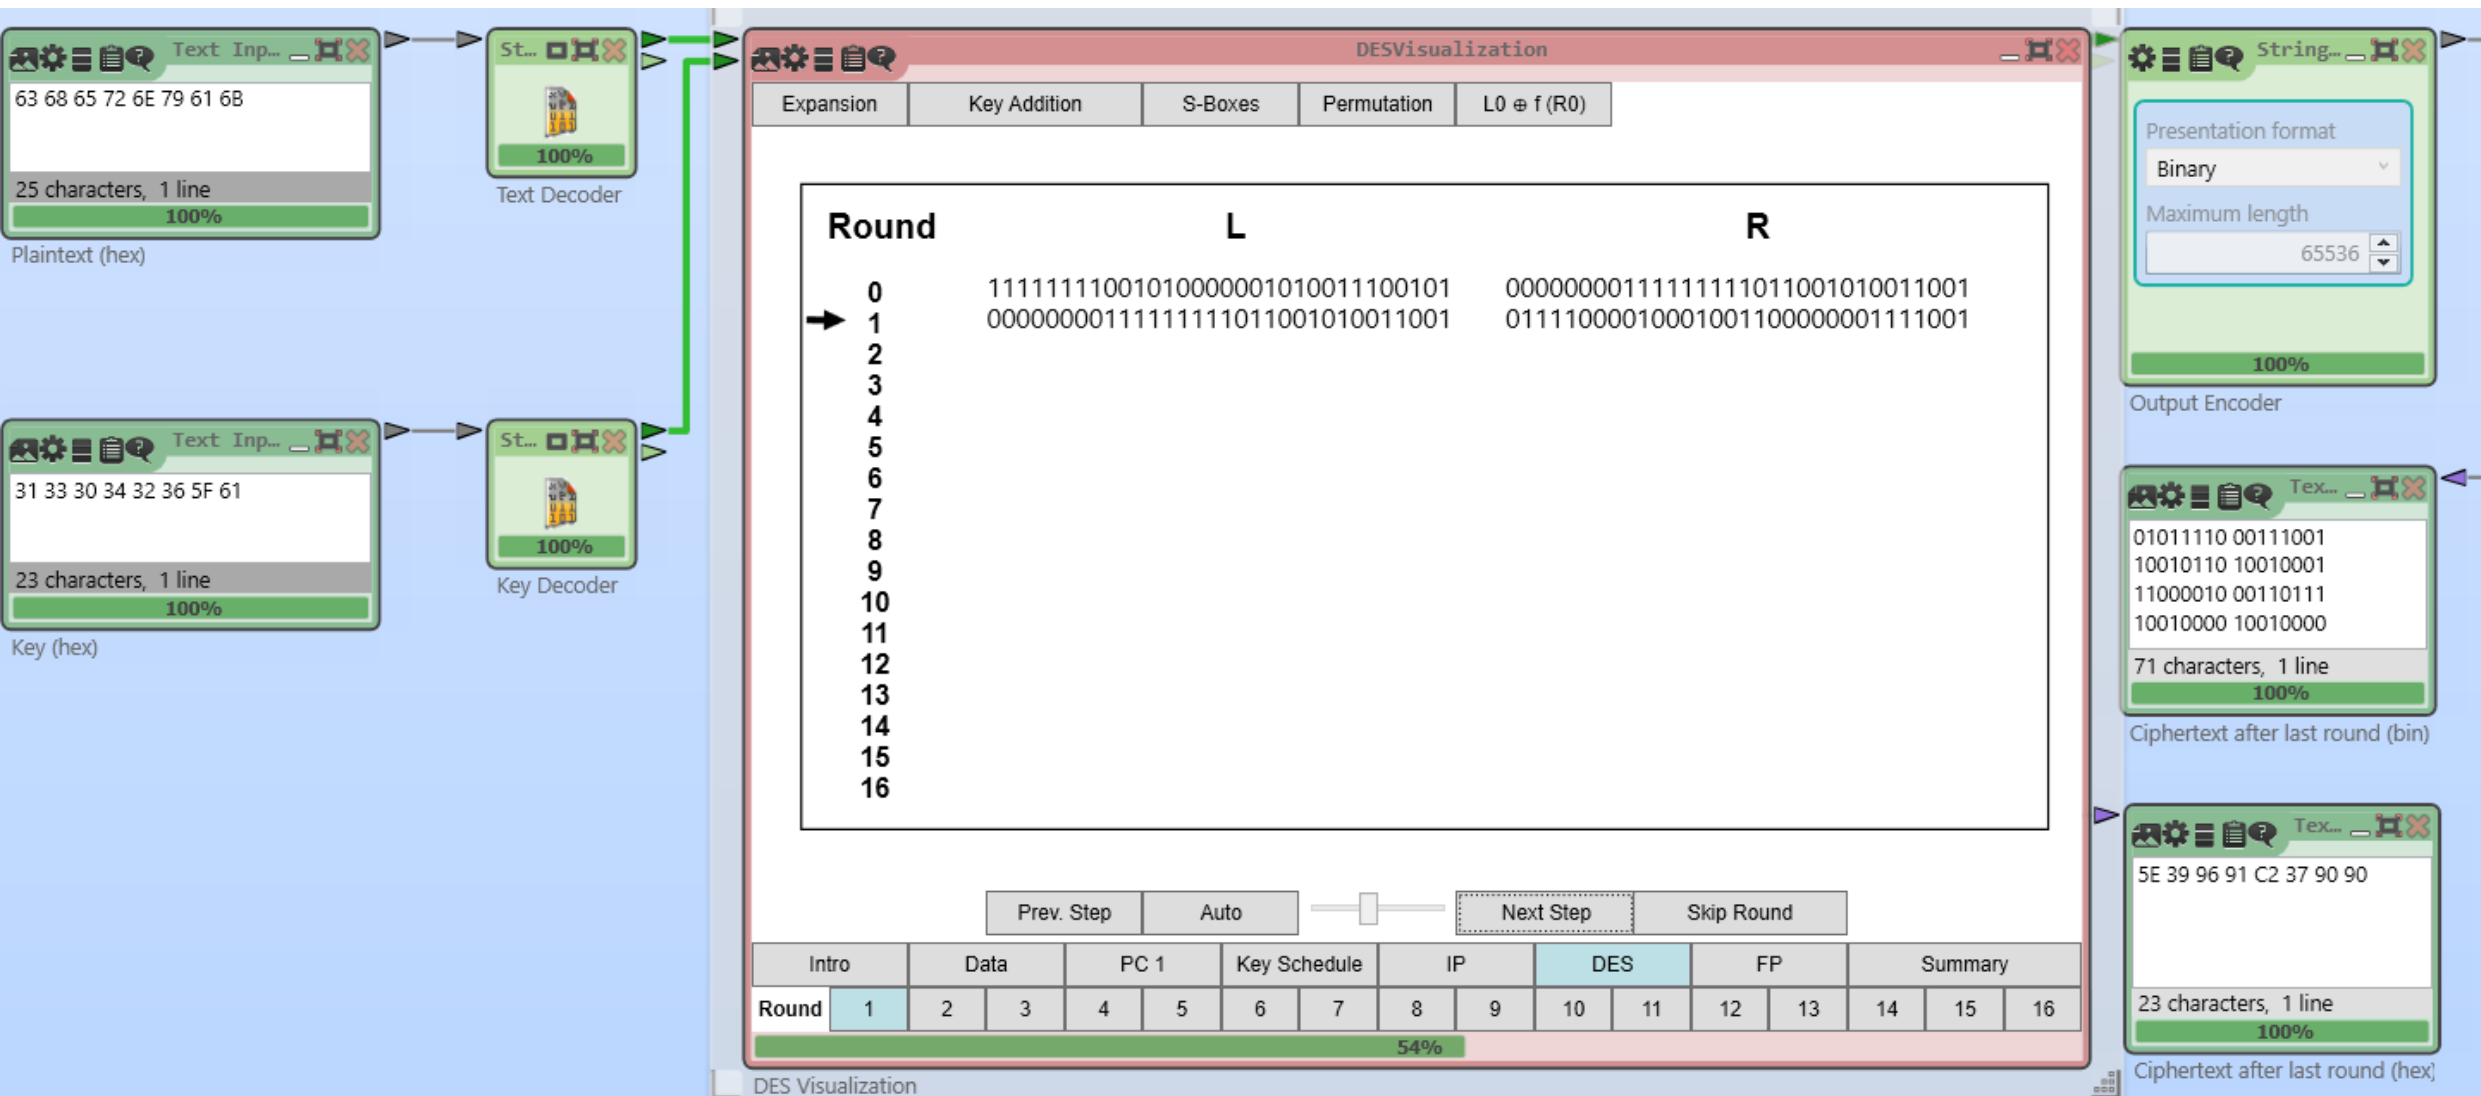 Text Inp...
63 68 65 72 6E 79 61 6B
25 characters, 1 line
100%
Plaintext (hex)
St...
100%
Text Decoder
Text Inp...
31 33 30 34 32 36 5F 61
23 characters, 1 line
100%
Key (hex)
St...
100%
Key Decoder
DESVisualization
Expansion
Key Addition
S-Boxes
Permutation
L0 ⊕ f (R0)
Round L R
0 11111111001010000001010011100101 00000000111111111011001010011001
1 00000000111111111011001010011001 01111000010001001100000001111001
2
3
4
5
6
7
8
9
10
11
12
13
14
15
16
Prev. Step
Auto
Next Step
Skip Round
Intro
Data
PC 1
Key Schedule
IP
DES
FP
Summary
Round 1 2 3 4 5 6 7 8 9 10 11 12 13 14 15 16
54%
DES Visualization
String...
Presentation format
Binary
Maximum length
65536
100%
Output Encoder
Tex...
01011110 00111001
10010110 10010001
11000010 00110111
10010000 10010000
71 characters, 1 line
100%
Ciphertext after last round (bin)
Tex...
5E 39 96 91 C2 37 90 90
23 characters, 1 line
100%
Ciphertext after last round (hex)